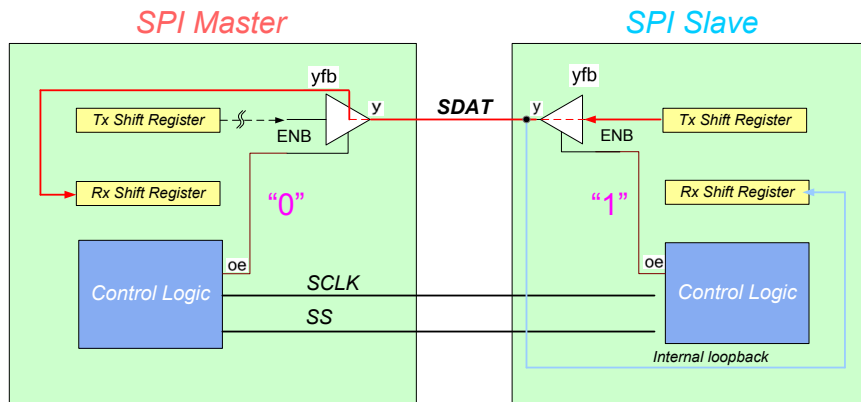 SPI Master
SPI Slave
yfb
yfb
y
SDAT
y
Tx Shift Register
ENB
ENB
Tx Shift Register
Rx Shift Register
“0”
“1”
Rx Shift Register
oe
oe
Control Logic
SCLK
Control Logic
SS
Internal loopback